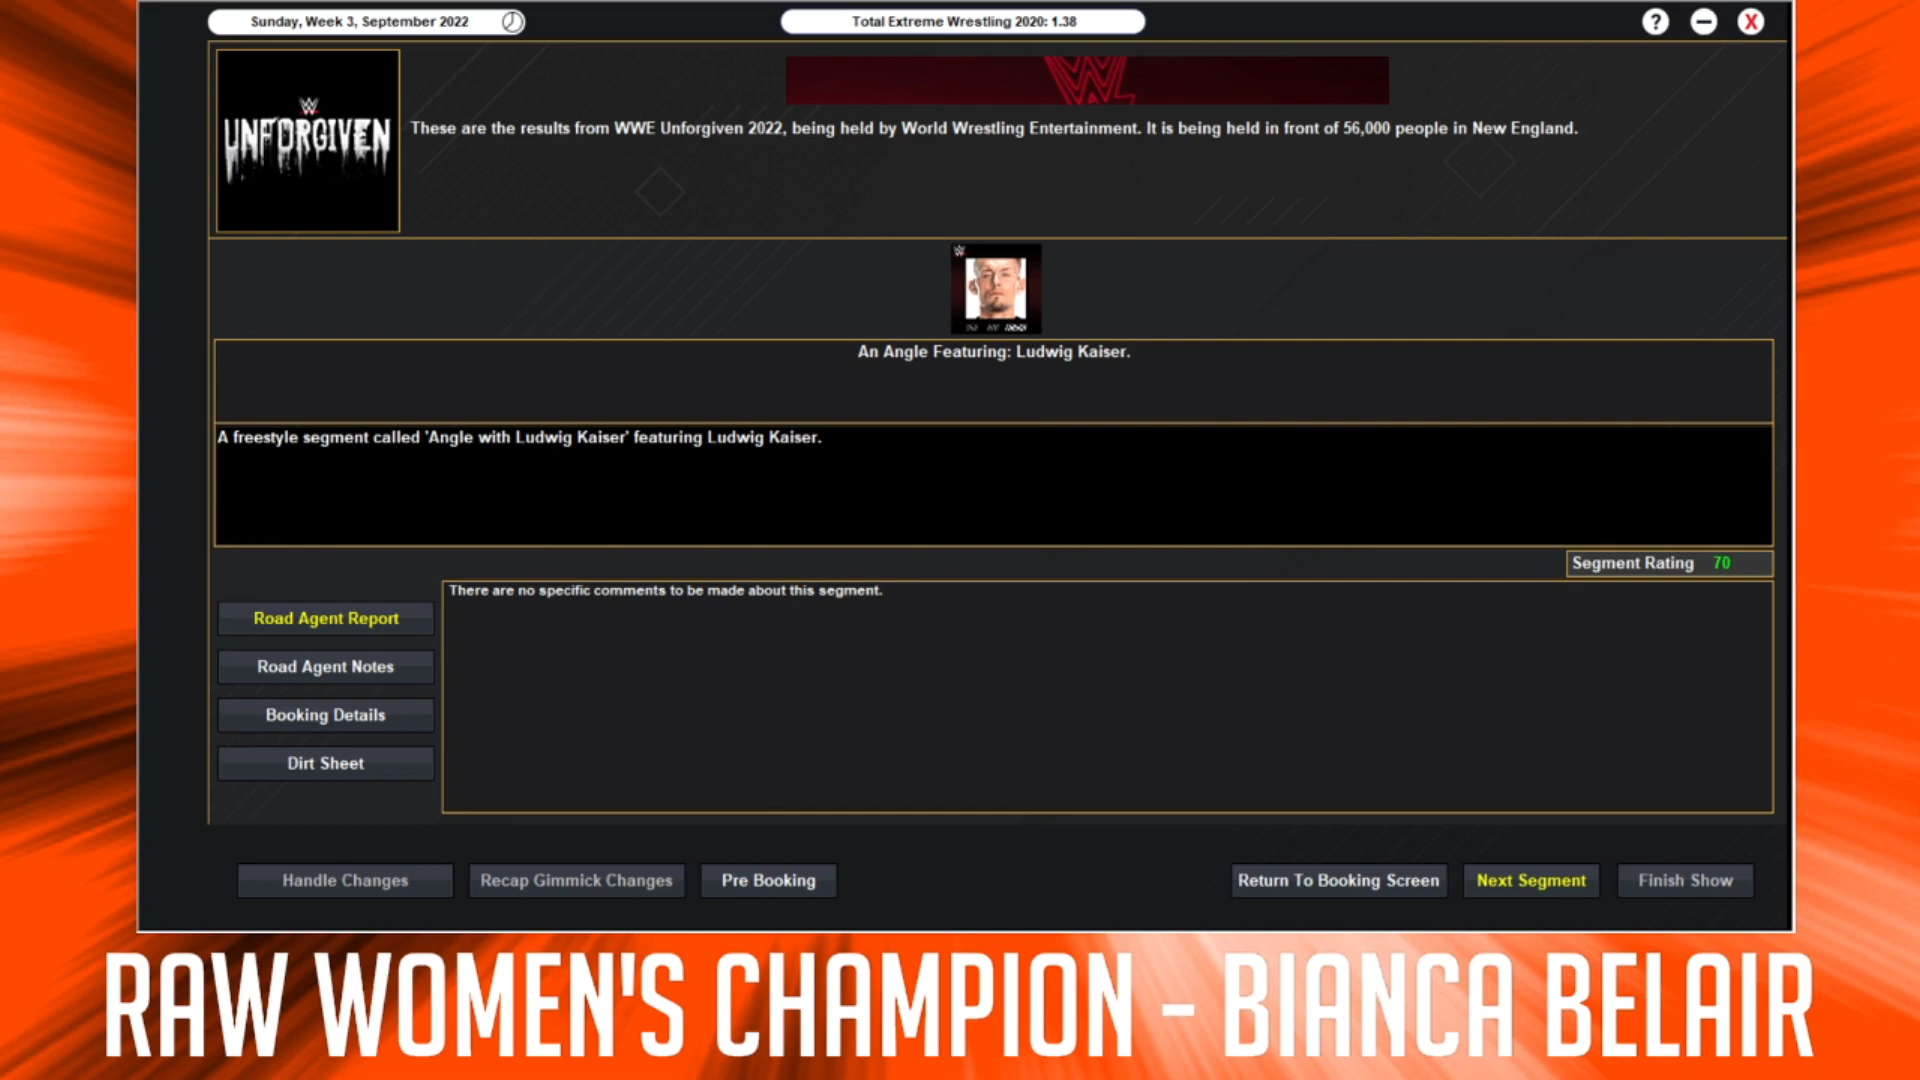 Sunday, Week 3, September 2022
Total Extreme Wrestling 2020: 1.38
?
X
W
UNFORGIVEN
These are the results from WWE Unforgiven 2022, being held by World Wrestling Entertainment. It is being held in front of 56,000 people in New England.
An Angle Featuring: Ludwig Kaiser.
A freestyle segment called 'Angle with Ludwig Kaiser' featuring Ludwig Kaiser.
Segment Rating 70
There are no specific comments to be made about this segment.
Road Agent Report
Road Agent Notes
Booking Details
Dirt Sheet
Handle Changes
Recap Gimmick Changes
Pre Booking
Return To Booking Screen
Next Segment
Finish Show
RAW WOMEN'S CHAMPION - BIANCA BELAIR